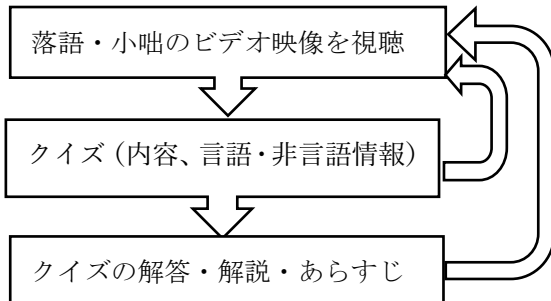 落語・小咄のビデオ映像を視聴
クイズ（内容、言語・非言語情報）
クイズの解答・解説・あらすじ